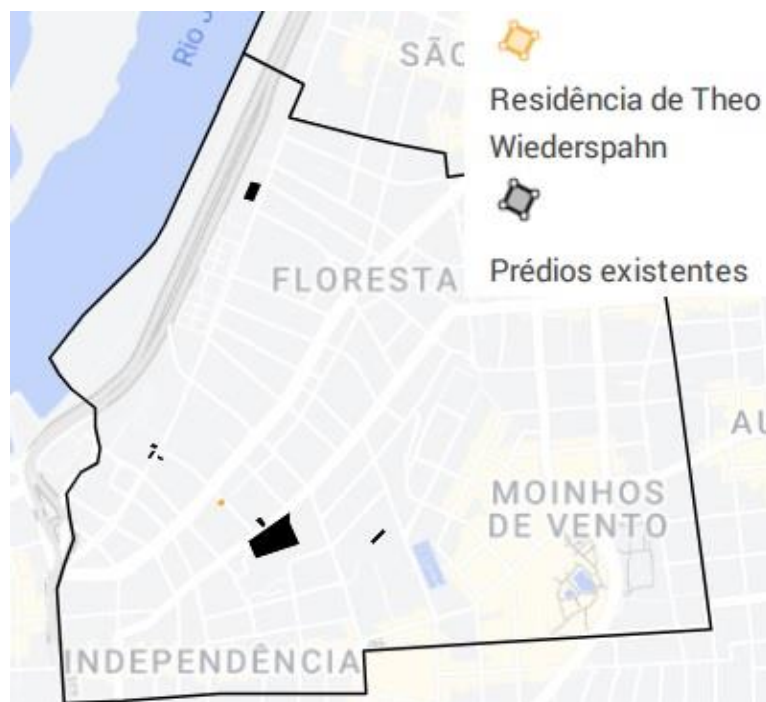 Rio J
SÃO
Residência de Theo
Wiederspahn
Prédios existentes
FLORESTA
AU
MOINHOS
DE VENTO
INDEPENDÊNCIA